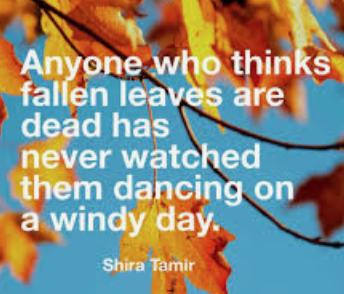 Anyone who thinks
fallen leaves are
dead has
never watched
them dancing on
a windy day.
Shira Tamir